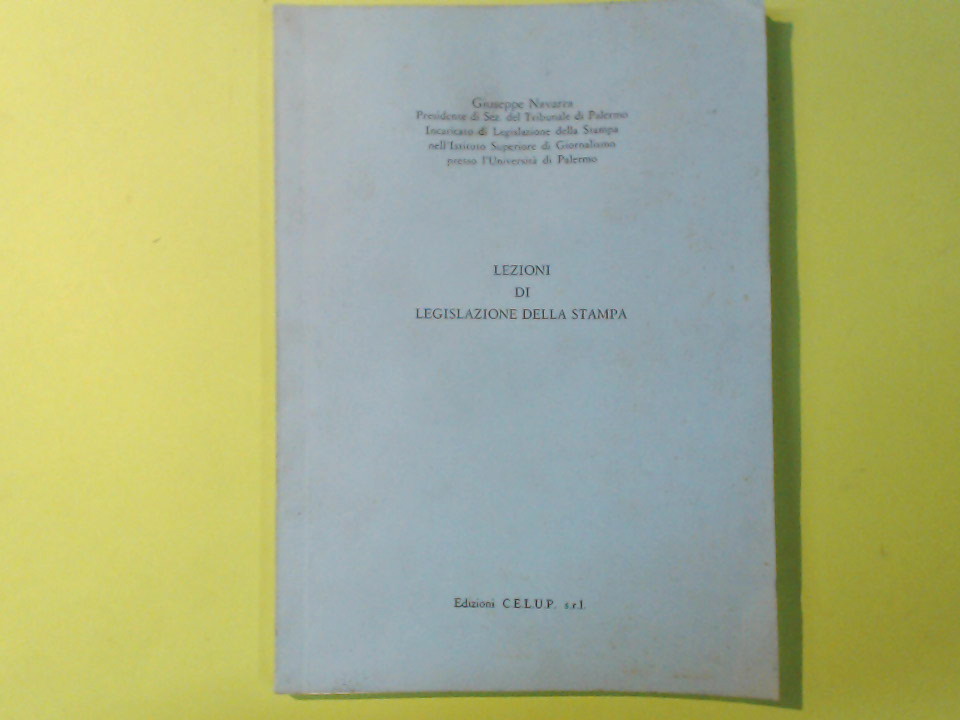 Giuseppe Navarra
Presidente di Sez. del Tribunale di Palermo
Incaricato di Legislazione della Stampa
nell'Istituto Superiore di Giornalismo
presso l'Università di Palermo
LEZIONI
DI
LEGISLAZIONE DELLA STAMPA
Edizioni C.E.L.U.P. s.r.l.